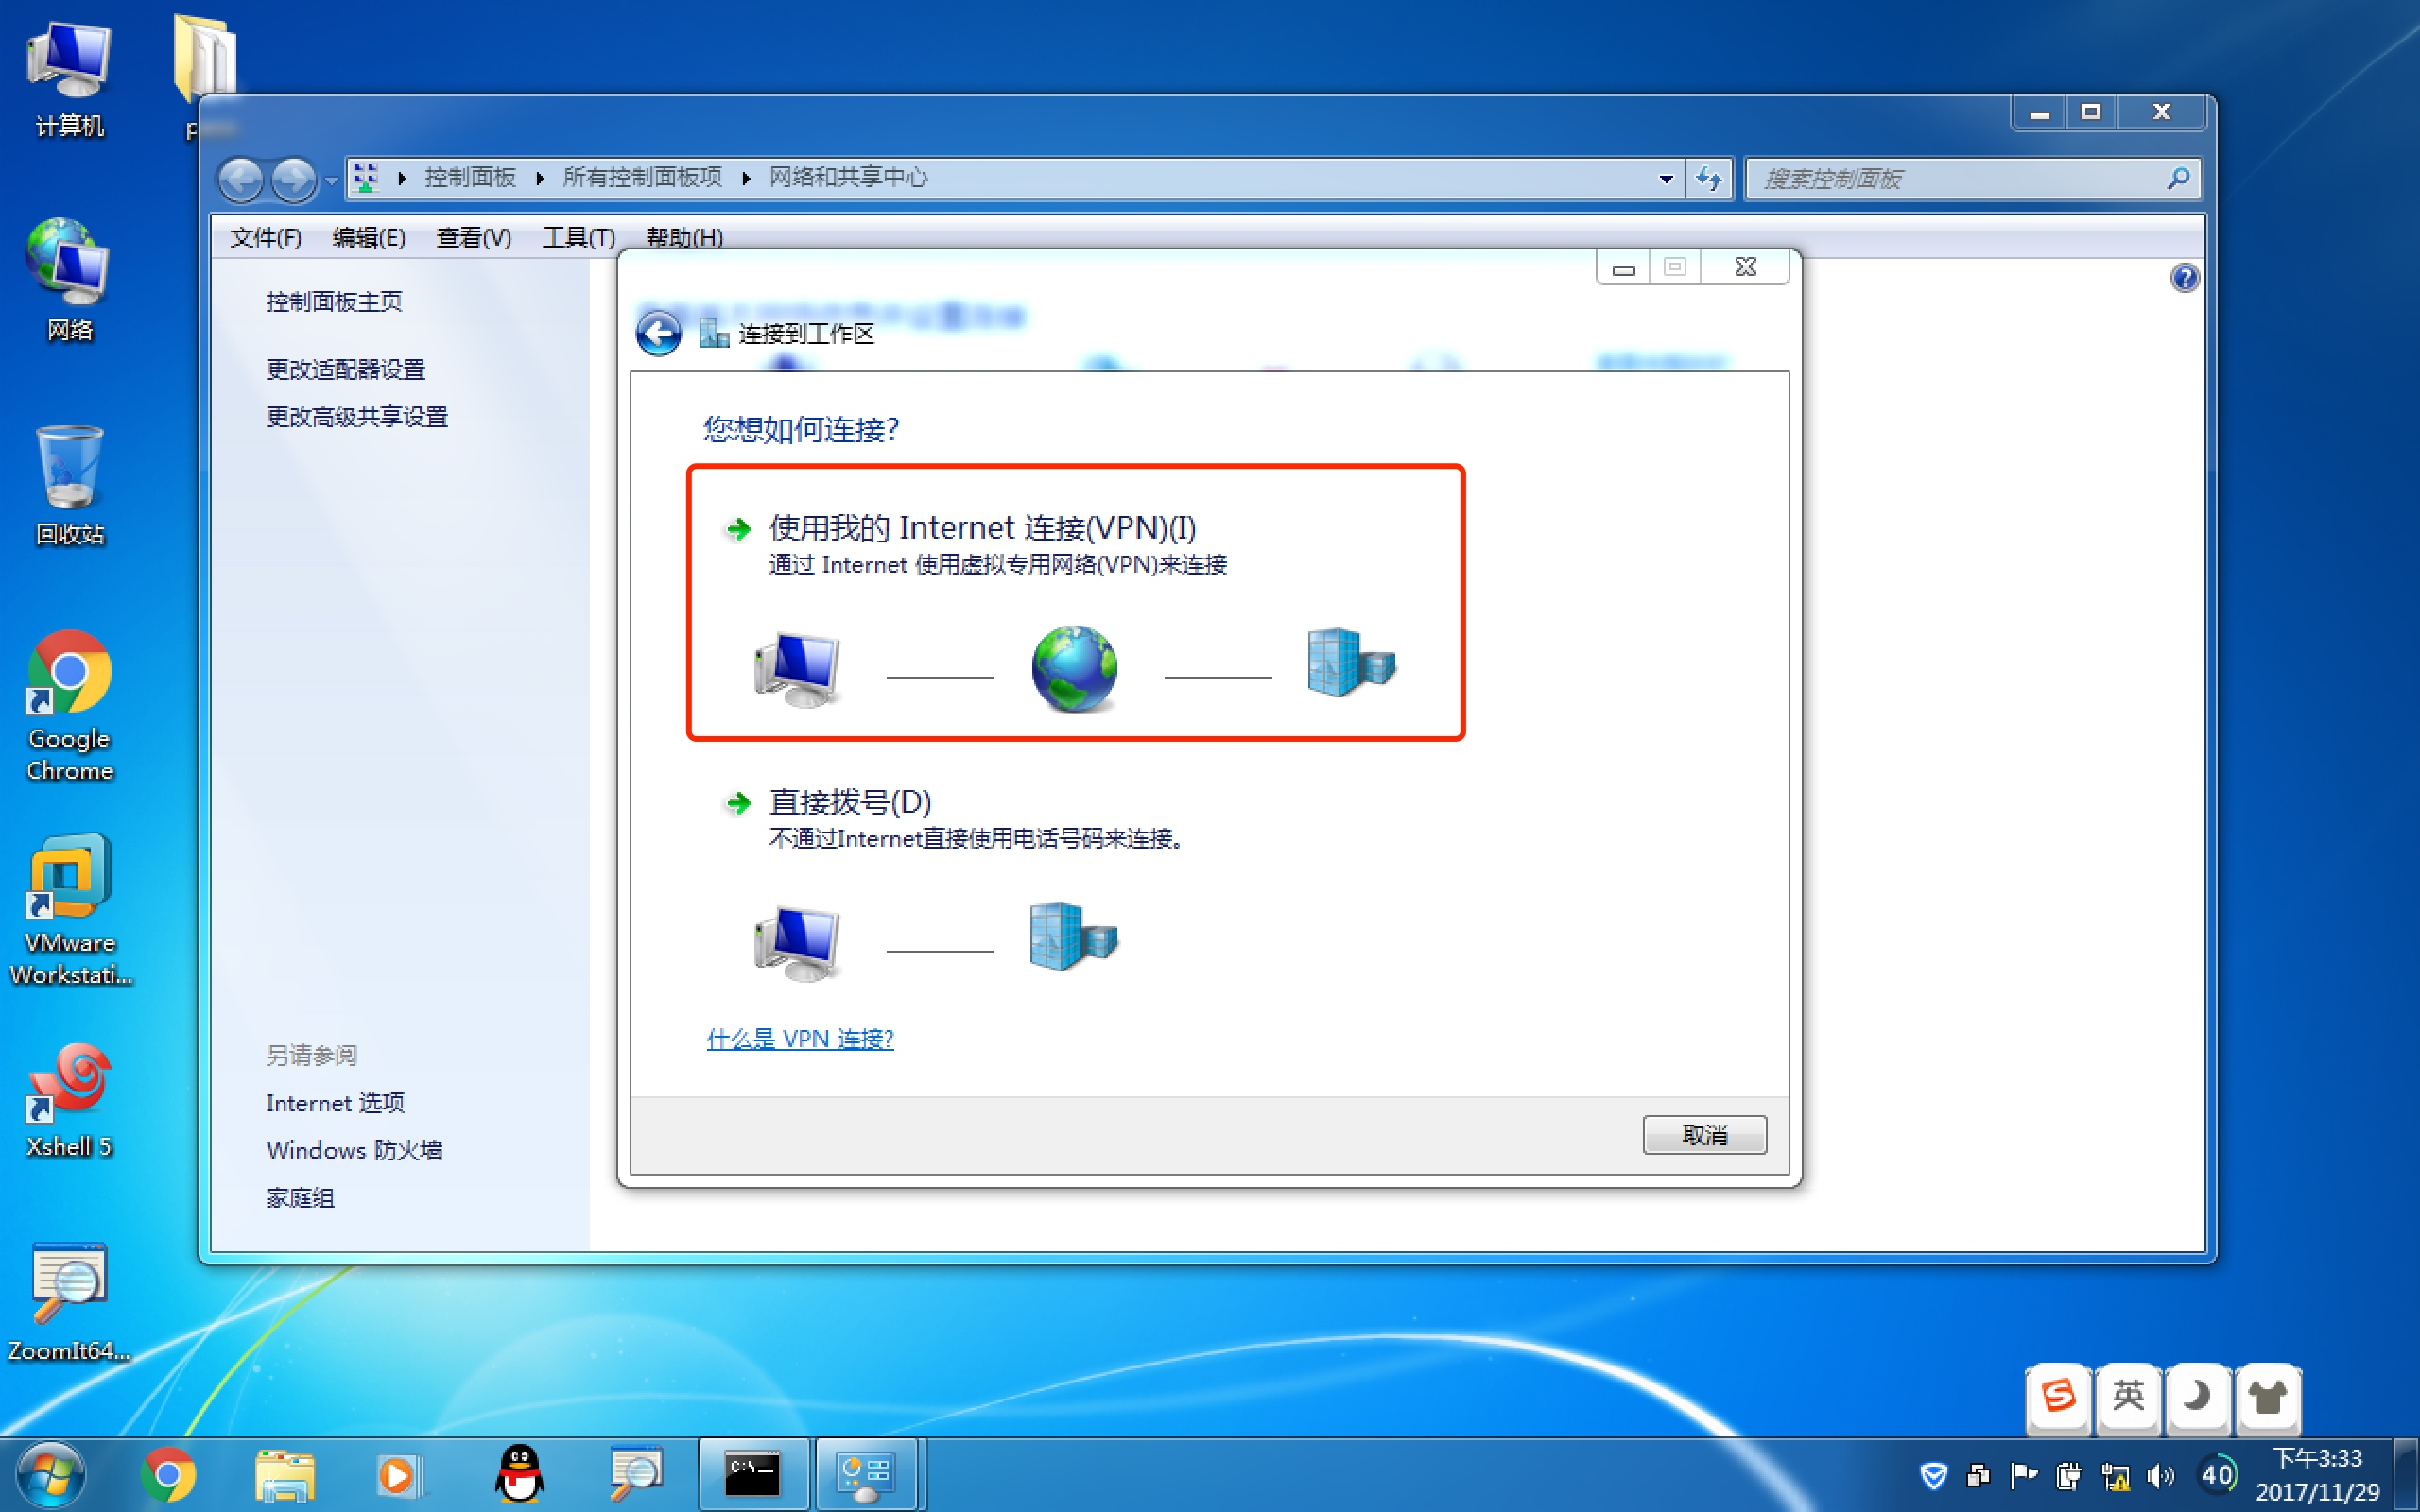 计算机
网络
回收站
Google
Chrome
VMware
Workstati...
Xshell 5
ZoomIt64...
控制面板
所有控制面板项
网络和共享中心
搜索控制面板
文件(F)
编辑(E)
查看(V)
工具(T)
帮助(H)
控制面板主页
更改适配器设置
更改高级共享设置
另请参阅
Internet 选项
Windows 防火墙
家庭组
连接到工作区
您想如何连接?
使用我的 Internet 连接(VPN)(I)
通过 Internet 使用虚拟专用网络(VPN)来连接
直接拨号(D)
不通过Internet直接使用电话号码来连接。
什么是 VPN 连接?
取消
英
C:\
40
下午3:33
2017/11/29